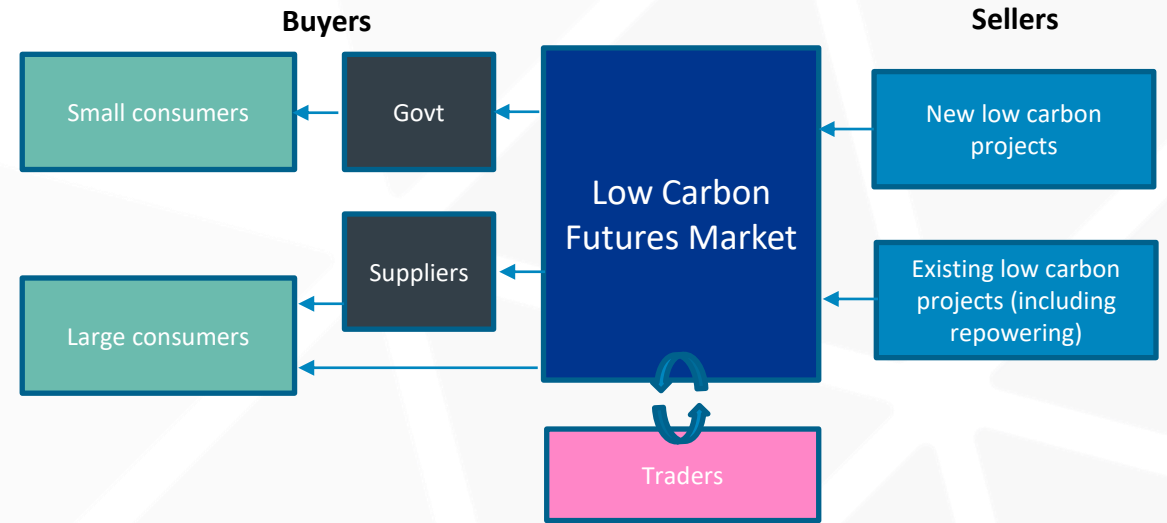 Buyers
Sellers
Small consumers
Govt
Low Carbon
Futures Market
New low carbon
projects
Suppliers
Large consumers
Existing low carbon
projects (including
repowering)
Traders